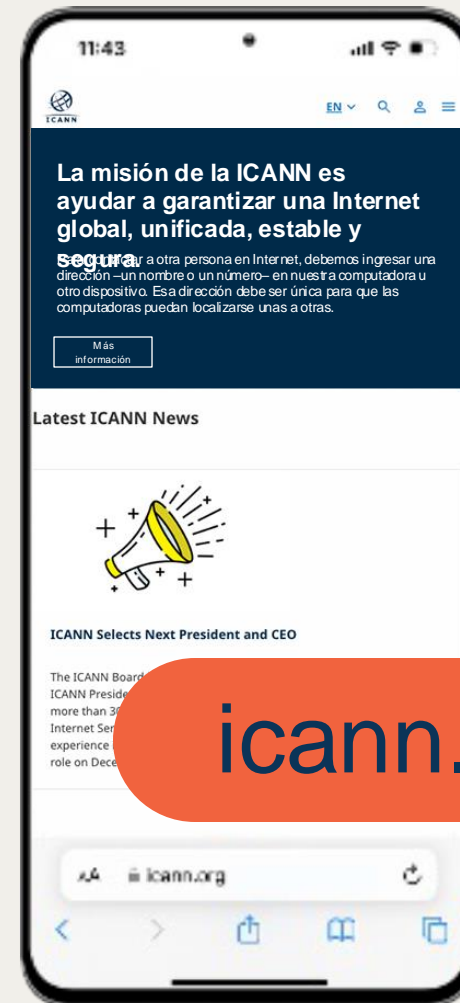 11:43
ICANN
EN
La misión de la ICANN es
ayudar a garantizar una Internet
global, unificada, estable y
segura.
a otra persona en Internet, debemos ingresar una
dirección –un nombre o un número– en nuestra computadora u
otro dispositivo. Esa dirección debe ser única para que las
computadoras puedan localizarse unas a otras.
Más
información
Latest ICANN News
ICANN Selects Next President and CEO
The ICANN Board
ICANN Preside
more than 3
Internet Ser
experience
role on Dece
icann.
AA icann.org